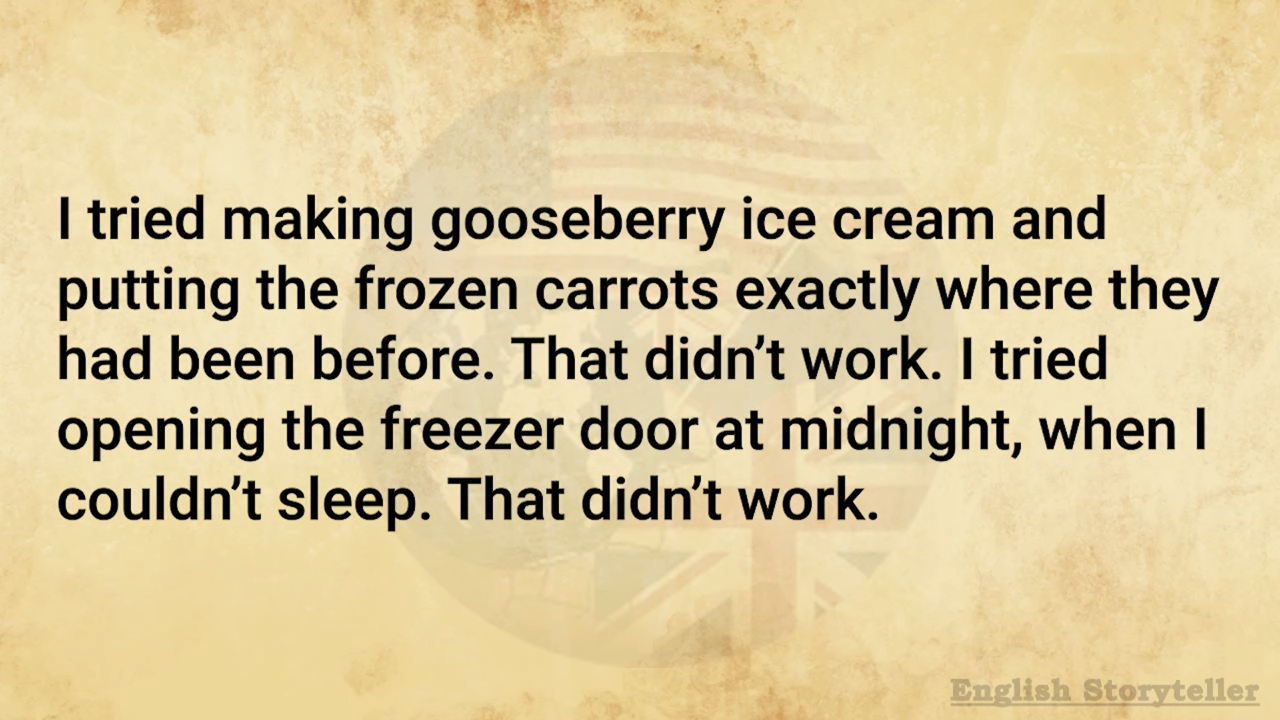 I tried making gooseberry ice cream and
putting the frozen carrots exactly where they
had been before. That didn’t work. I tried
opening the freezer door at midnight, when I
couldn’t sleep. That didn’t work.
English Storyteller